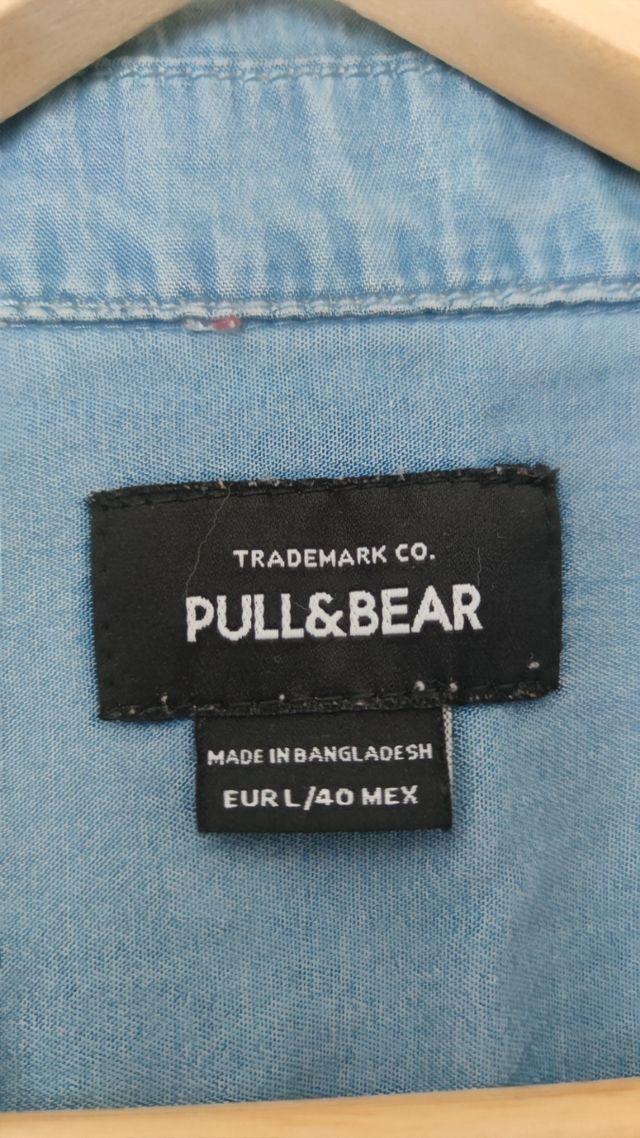 TRADEMARK CO.
PULL&BEAR
MADE IN BANGLADESH
EUR L/40 MEX